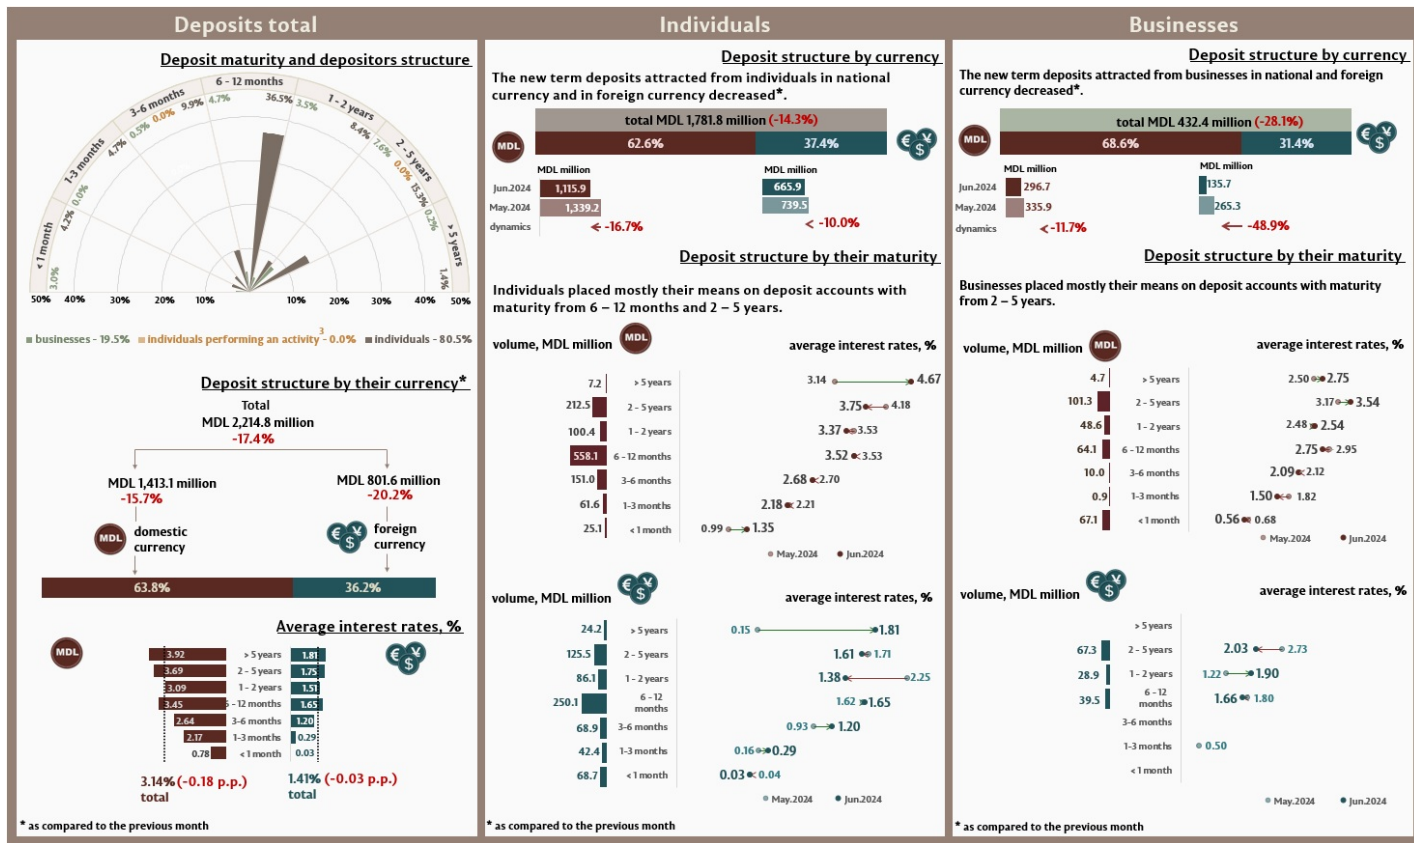 Deposits total
Deposit maturity and depositors structure
< 1 month
1-3 months
3-6 months
6 - 12 months
1 - 2 years
2 - 5 years
> 5 years
3.0%
4.2%
0.0%
4.7%
0.5%
0.0%
9.9%
4.7%
36.5%
3.5%
8.4%
7.6%
0.0%
15.3%
0.2%
1.4%
50% 40% 30% 20% 10% 10% 20% 30% 40% 50%
businesses - 19.5% individuals performing an activity 3 - 0.0% individuals - 80.5%
Deposit structure by their currency*
Total
MDL 2,214.8 million
-17.4%
MDL 1,413.1 million
-15.7%
MDL 801.6 million
-20.2%
MDL domestic currency
€ ¥ $ foreign currency
63.8% 36.2%
Average interest rates, %
MDL € ¥ $
3.92 > 5 years 1.81
3.69 2 - 5 years 1.75
3.09 1 - 2 years 1.51
3.45 6 - 12 months 1.65
2.64 3-6 months 1.20
2.17 1-3 months 0.29
0.78 < 1 month 0.03
3.14% (-0.18 p.p.)
total
1.41% (-0.03 p.p.)
total
* as compared to the previous month
Individuals
Deposit structure by currency
The new term deposits attracted from individuals in national
currency and in foreign currency decreased*.
total MDL 1,781.8 million (-14.3%)
MDL 62.6% 37.4% € ¥ $
MDL million MDL million
Jun.2024 1,115.9 665.9
May.2024 1,339.2 739.5
dynamics -16.7% -10.0%
Deposit structure by their maturity
Individuals placed mostly their means on deposit accounts with
maturity from 6 – 12 months and 2 – 5 years.
volume, MDL million MDL average interest rates, %
7.2 > 5 years 3.14 4.67
212.5 2 - 5 years 3.75 4.18
100.4 1 - 2 years 3.37 3.53
558.1 6 - 12 months 3.52 3.53
151.0 3-6 months 2.68 2.70
61.6 1-3 months 2.18 2.21
25.1 < 1 month 0.99 1.35
May.2024 Jun.2024
volume, MDL million € ¥ $ average interest rates, %
24.2 > 5 years 0.15 1.81
125.5 2 - 5 years 1.61 1.71
86.1 1 - 2 years 1.38 2.25
250.1 6 - 12 months 1.62 1.65
68.9 3-6 months 0.93 1.20
42.4 1-3 months 0.16 0.29
68.7 < 1 month 0.03 0.04
May.2024 Jun.2024
* as compared to the previous month
Businesses
Deposit structure by currency
The new term deposits attracted from businesses in national and foreign
currency decreased*.
total MDL 432.4 million (-28.1%)
MDL 68.6% 31.4% € ¥ $
MDL million MDL million
Jun.2024 296.7 135.7
May.2024 335.9 265.3
dynamics -11.7% -48.9%
Deposit structure by their maturity
Businesses placed mostly their means on deposit accounts with maturity
from 2 – 5 years.
volume, MDL million MDL average interest rates, %
4.7 > 5 years 2.50 2.75
101.3 2 - 5 years 3.17 3.54
48.6 1 - 2 years 2.48 2.54
64.1 6 - 12 months 2.75 2.95
10.0 3-6 months 2.09 2.12
0.9 1-3 months 1.50 1.82
67.1 < 1 month 0.56 0.68
May.2024 Jun.2024
volume, MDL million € ¥ $ average interest rates, %
> 5 years
67.3 2 - 5 years 2.03 2.73
28.9 1 - 2 years 1.22 1.90
39.5 6 - 12 months 1.66 1.80
3-6 months
1-3 months 0.50
< 1 month
May.2024 Jun.2024
* as compared to the previous month